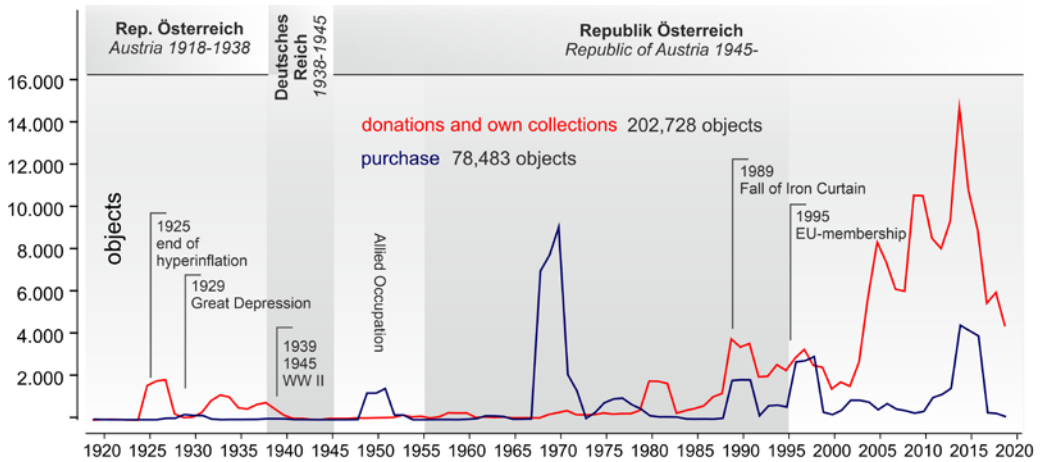 Rep. Österreich
Austria 1918-1938
Deutsches
Reich
1938-1945
Republik Österreich
Republic of Austria 1945-
16.000
14.000
12.000
10.000
8.000
6.000
4.000
2.000
0
objects
donations and own collections 202,728 objects
purchase 78,483 objects
1925
end of
hyperinflation
1929
Great Depression
1939
1945
WW II
Allied Occupation
1989
Fall of Iron Curtain
1995
EU-membership
1920 1925 1930 1935 1940 1945 1950 1955 1960 1965 1970 1975 1980 1985 1990 1995 2000 2005 2010 2015 2020